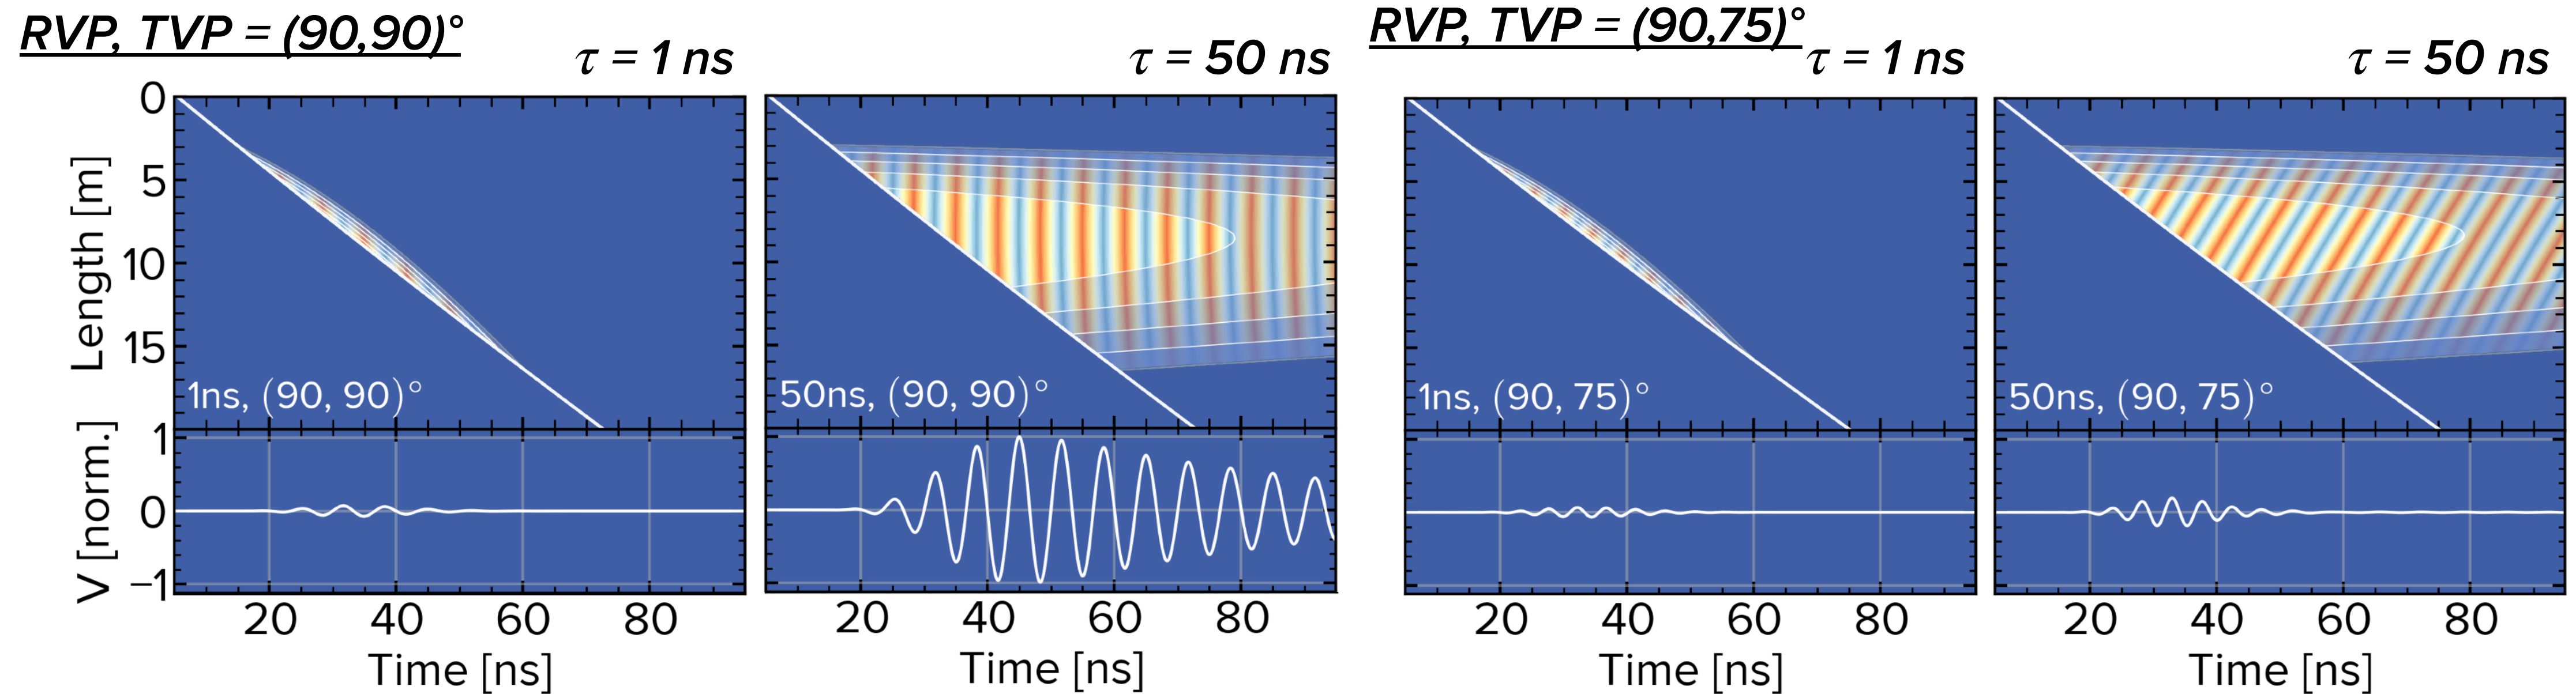 RVP, TVP = (90,90)°
τ = 1 ns
τ = 50 ns
RVP, TVP = (90,75)°
τ = 1 ns
τ = 50 ns
Length [m]
0
5
10
15
1ns, (90, 90)°
50ns, (90, 90)°
1ns, (90, 75)°
50ns, (90, 75)°
V [norm.]
1
0
−1
20 40 60 80
20 40 60 80
20 40 60 80
20 40 60 80
Time [ns]
Time [ns]
Time [ns]
Time [ns]